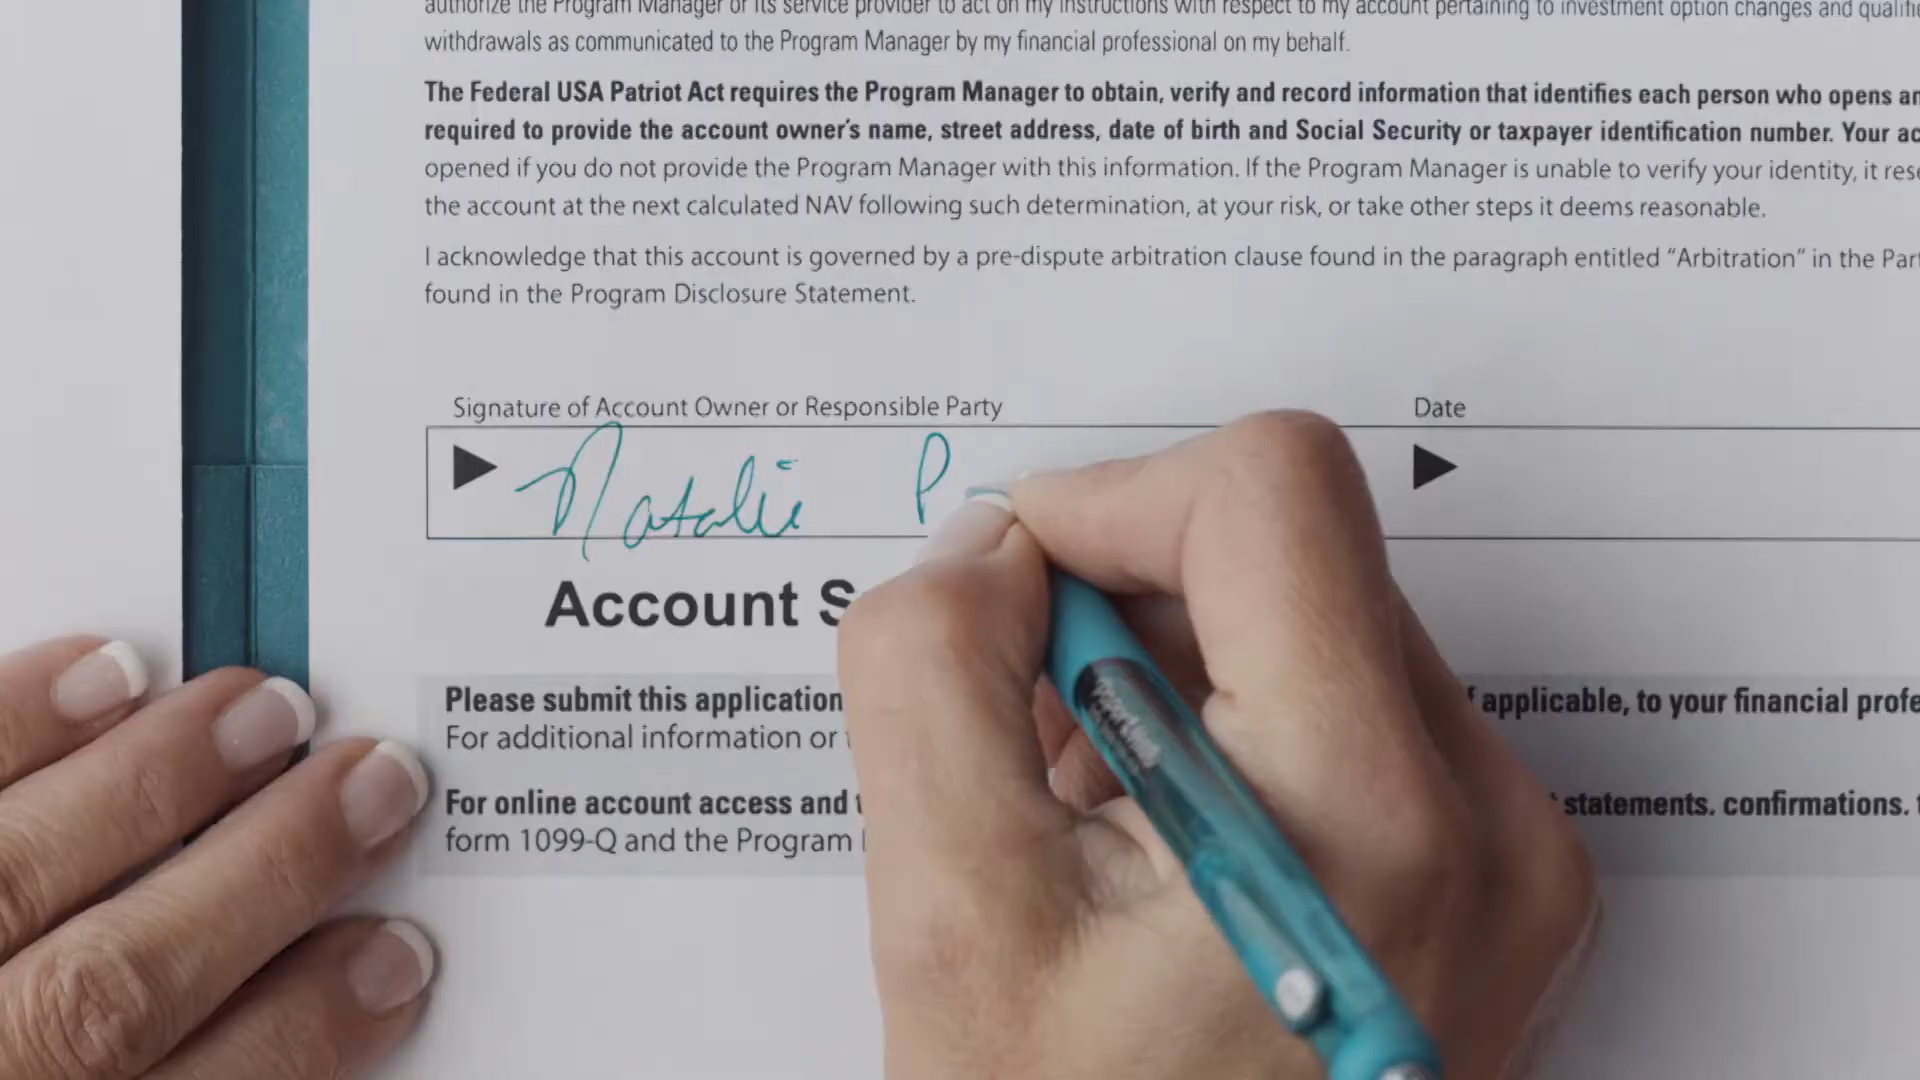 authorize the Program Manager or its service provider to act on my instructions with respect to my account pertaining to investment option changes and qualifie
withdrawals as communicated to the Program Manager by my financial professional on my behalf.
The Federal USA Patriot Act requires the Program Manager to obtain, verify and record information that identifies each person who opens an
required to provide the account owner's name, street address, date of birth and Social Security or taxpayer identification number. Your ac
opened if you do not provide the Program Manager with this information. If the Program Manager is unable to verify your identity, it rese
the account at the next calculated NAV following such determination, at your risk, or take other steps it deems reasonable.
I acknowledge that this account is governed by a pre-dispute arbitration clause found in the paragraph entitled “Arbitration” in the Part
found in the Program Disclosure Statement.
Signature of Account Owner or Responsible Party Date
Natalie P
Account S
Please submit this application applicable, to your financial profe
For additional information or
For online account access and statements, confirmations,
form 1099-Q and the Program